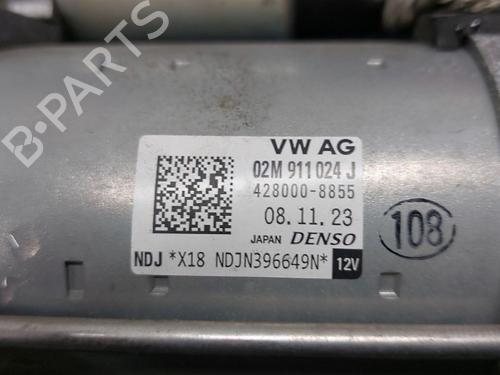 B-PARTS
VW AG
02M 911 024 J
428000-8855
08.11.23
JAPAN DENSO
NDJ *X18 NDJN396649N* 12V
108